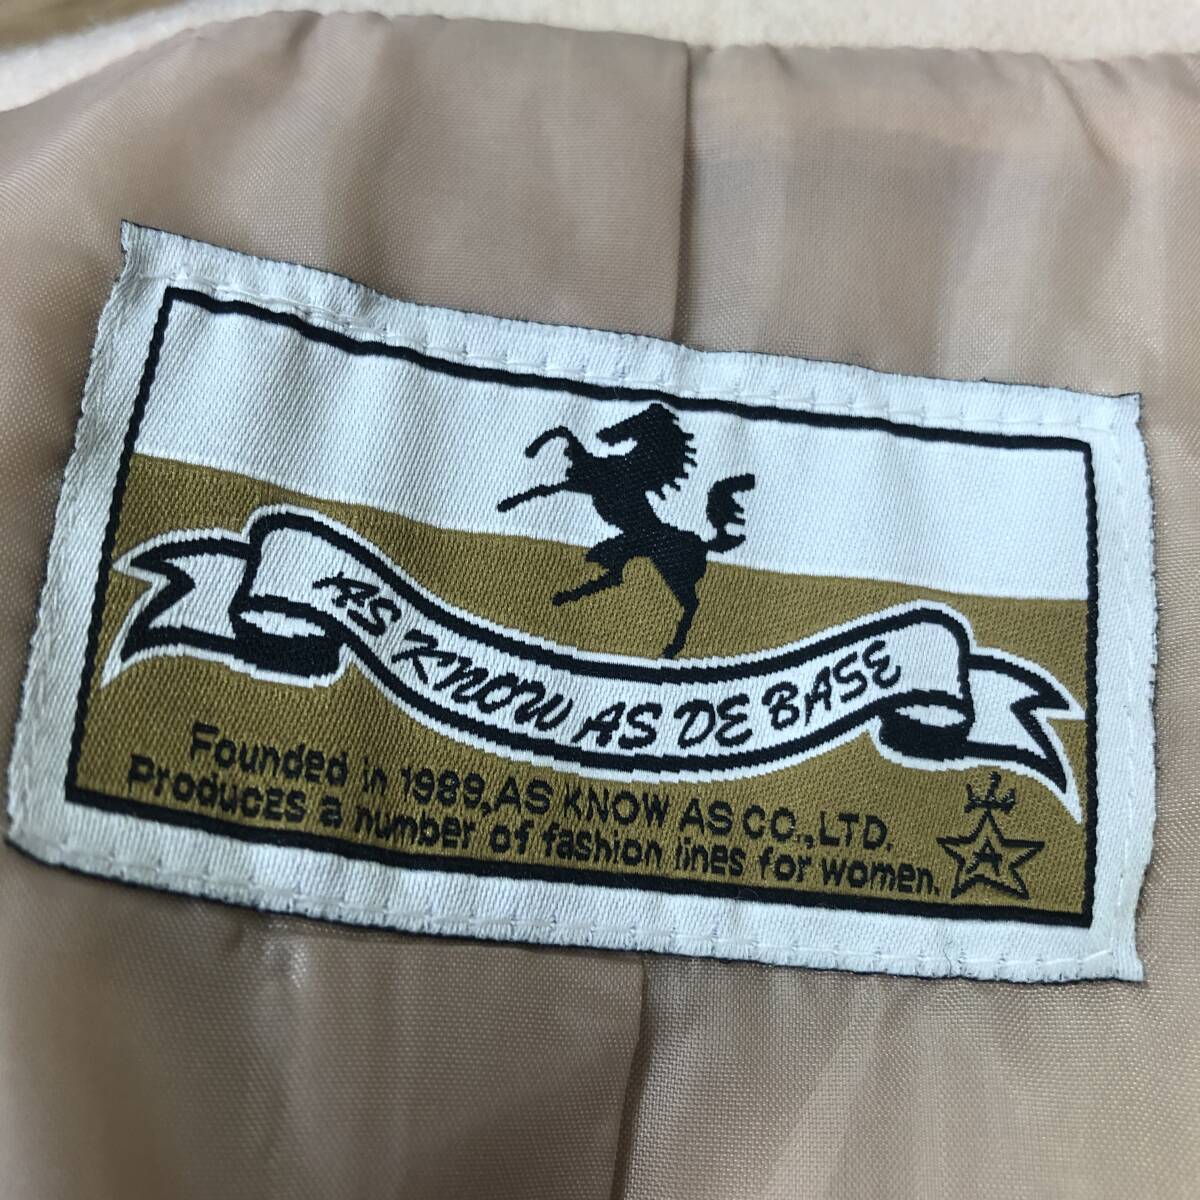 AS KNOW AS DE BASE
Founded in 1989,AS KNOW AS CO.,LTD.
Produces a number of fashion lines for women.
A